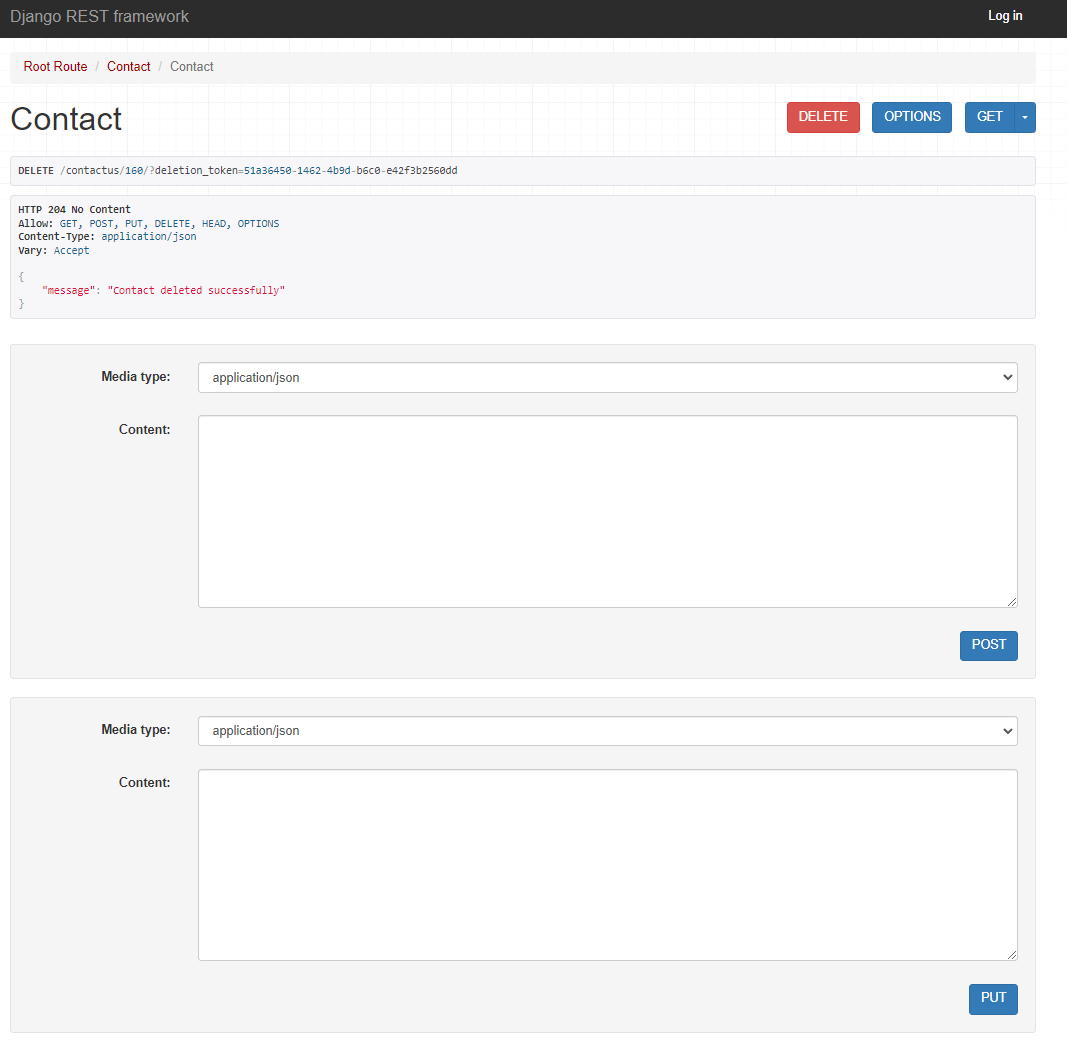 Django REST framework
Log in
Root Route / Contact / Contact
Contact
DELETE
OPTIONS
GET
DELETE /contactus/160/?deletion_token=51a36450-1462-4b9d-b6c0-e42f3b2560dd
HTTP 204 No Content
Allow: GET, POST, PUT, DELETE, HEAD, OPTIONS
Content-Type: application/json
Vary: Accept
{
"message": "Contact deleted successfully"
}
Media type:
application/json
Content:
POST
Media type:
application/json
Content:
PUT